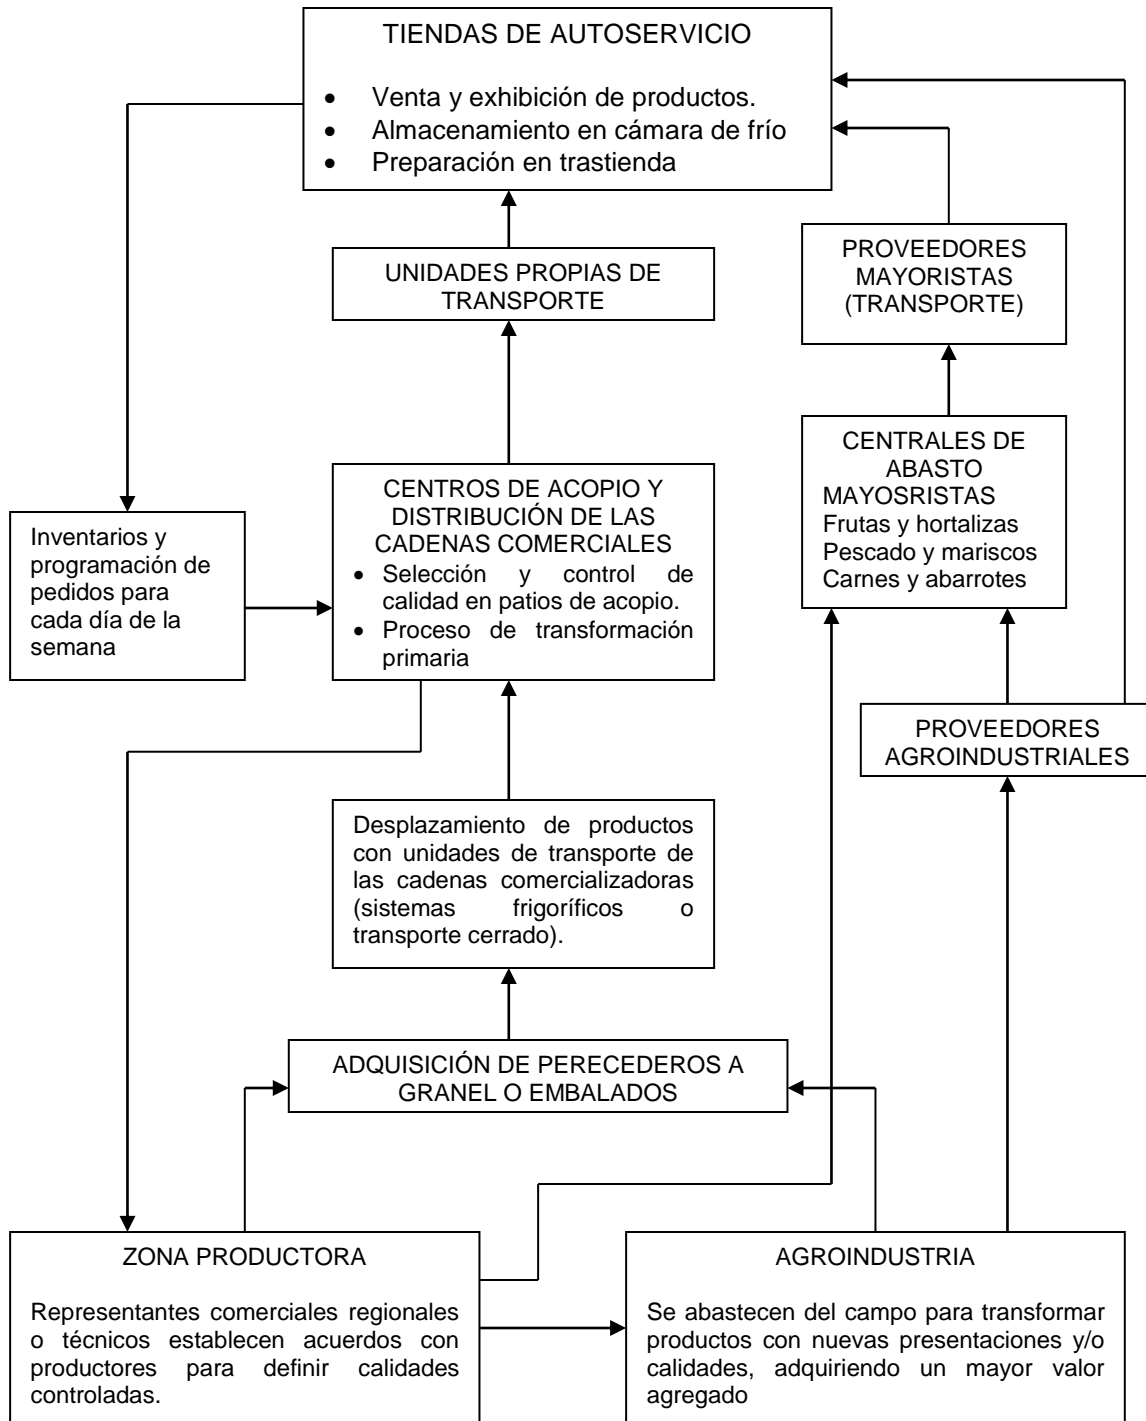 TIENDAS DE AUTOSERVICIO
• Venta y exhibición de productos.
• Almacenamiento en cámara de frío
• Preparación en trastienda
UNIDADES PROPIAS DE
TRANSPORTE
PROVEEDORES
MAYORISTAS
(TRANSPORTE)
CENTRALES DE
ABASTO
MAYOSRISTAS
Frutas y hortalizas
Pescado y mariscos
Carnes y abarrotes
CENTROS DE ACOPIO Y
DISTRIBUCIÓN DE LAS
CADENAS COMERCIALES
• Selección y control de
calidad en patios de acopio.
• Proceso de transformación
primaria
Inventarios y
programación de
pedidos para
cada día de la
semana
PROVEEDORES
AGROINDUSTRIALES
Desplazamiento de productos
con unidades de transporte de
las cadenas comercializadoras
(sistemas frigoríficos o
transporte cerrado).
ADQUISICIÓN DE PERECEDEROS A
GRANEL O EMBALADOS
ZONA PRODUCTORA
Representantes comerciales regionales
o técnicos establecen acuerdos con
productores para definir calidades
controladas.
AGROINDUSTRIA
Se abastecen del campo para transformar
productos con nuevas presentaciones y/o
calidades, adquiriendo un mayor valor
agregado